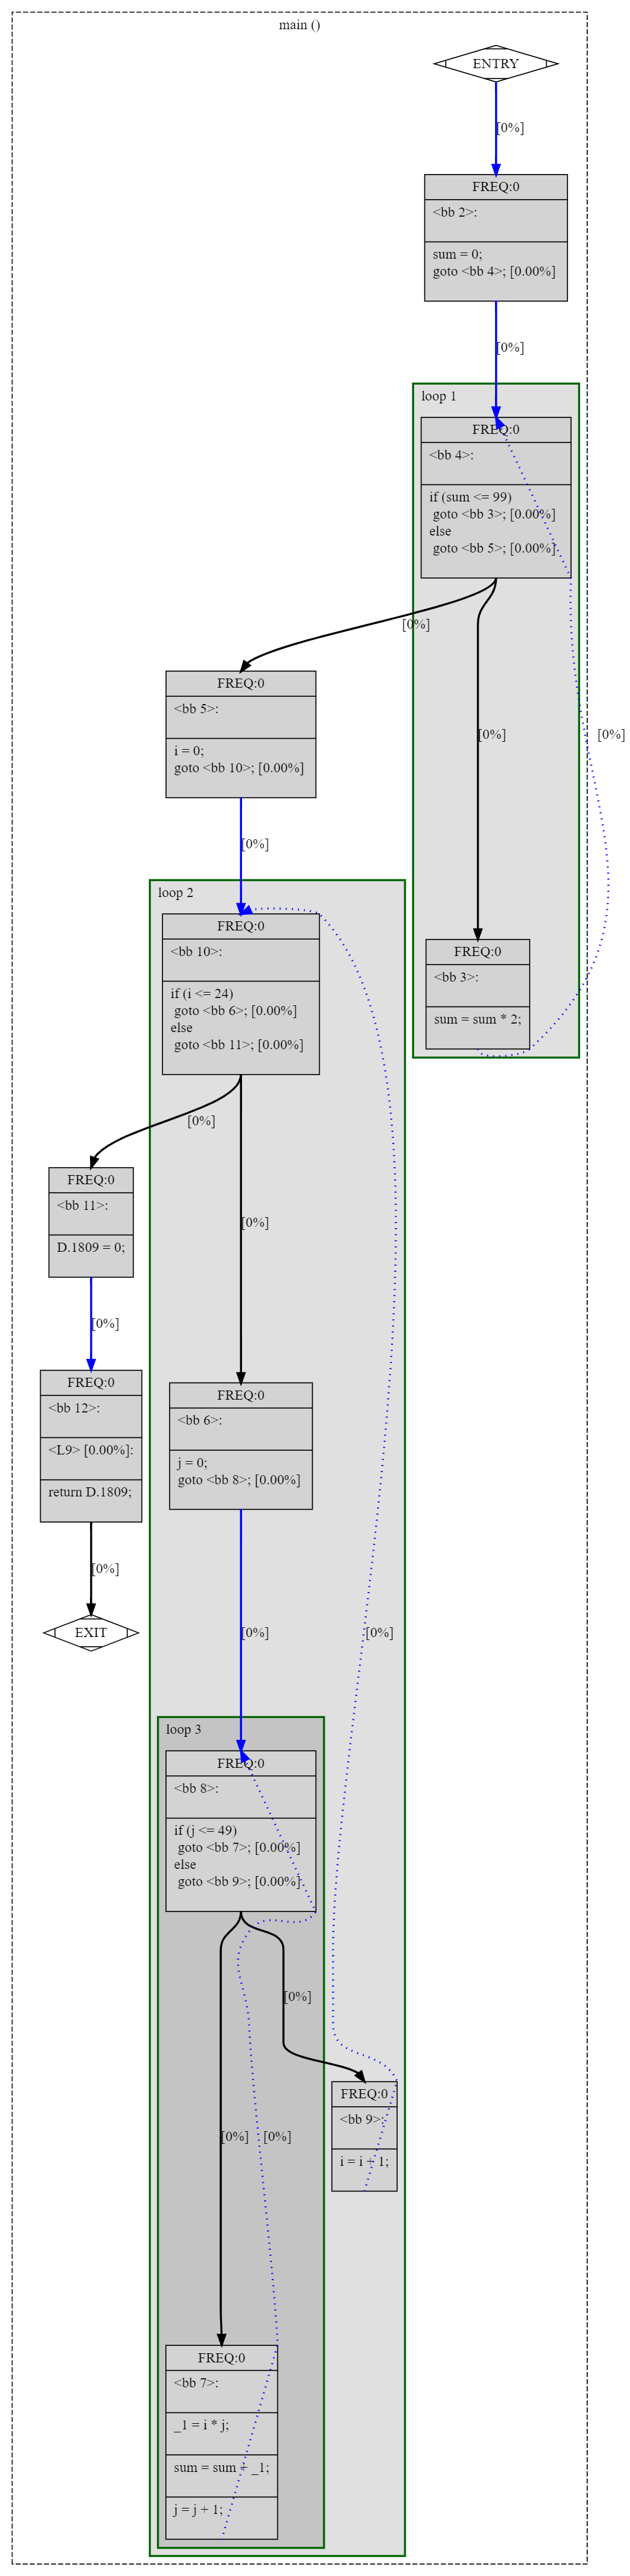 main ()
ENTRY
[0%]
FREQ:0
<bb 2>:
sum = 0;
goto <bb 4>; [0.00%]
[0%]
loop 1
FREQ:0
<bb 4>:
if (sum <= 99)
goto <bb 3>; [0.00%]
else
goto <bb 5>; [0.00%]
[0%]
FREQ:0
<bb 5>:
i = 0;
goto <bb 10>; [0.00%]
[0%]
[0%]
[0%]
loop 2
FREQ:0
<bb 10>:
if (i <= 24)
goto <bb 6>; [0.00%]
else
goto <bb 11>; [0.00%]
FREQ:0
<bb 3>:
sum = sum * 2;
[0%]
FREQ:0
<bb 11>:
D.1809 = 0;
[0%]
[0%]
FREQ:0
<bb 12>:
<L9> [0.00%]:
return D.1809;
FREQ:0
<bb 6>:
j = 0;
goto <bb 8>; [0.00%]
[0%]
EXIT
[0%]
[0%]
loop 3
FREQ:0
<bb 8>:
if (j <= 49)
goto <bb 7>; [0.00%]
else
goto <bb 9>; [0.00%]
[0%]
FREQ:0
<bb 9>:
i = i + 1;
[0%]
[0%]
FREQ:0
<bb 7>:
_1 = i * j;
sum = sum + _1;
j = j + 1;